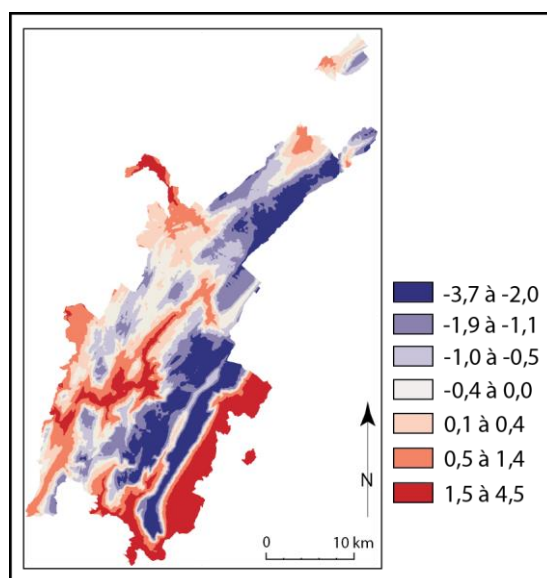 -3,7 à -2,0
-1,9 à -1,1
-1,0 à -0,5
-0,4 à 0,0
0,1 à 0,4
0,5 à 1,4
1,5 à 4,5
N
0 10 km